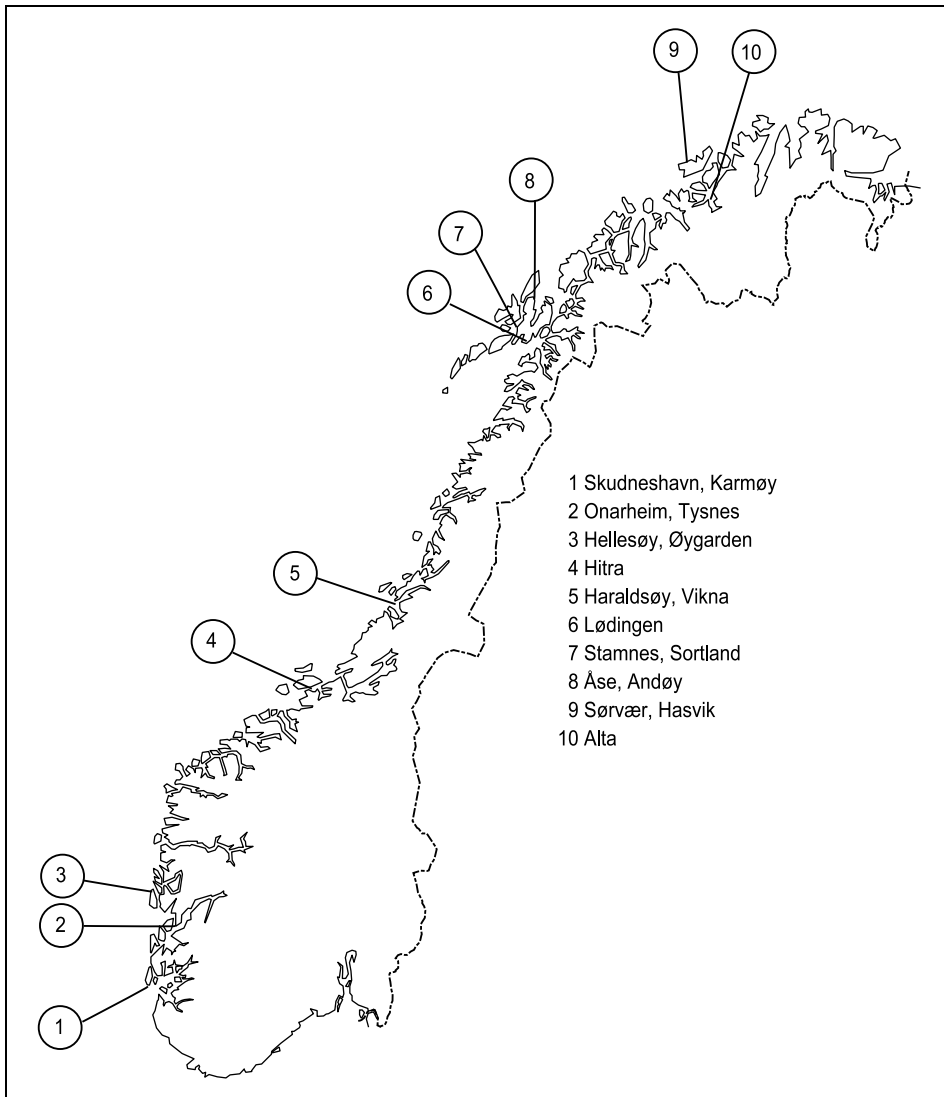 9
10
8
7
6
5
4
3
2
1
1 Skudneshavn, Karmøy
2 Onarheim, Tysnes
3 Hellesøy, Øygarden
4 Hitra
5 Haraldsøy, Vikna
6 Lødingen
7 Stamnes, Sortland
8 Åse, Andøy
9 Sørvær, Hasvik
10 Alta